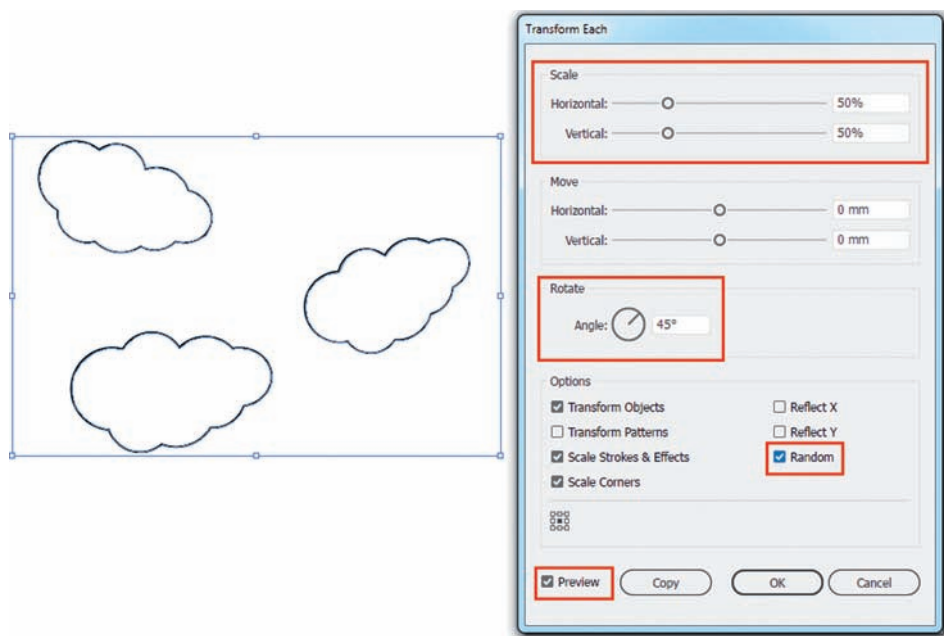 Transform Each
Scale
Horizontal: 50%
Vertical: 50%
Move
Horizontal: 0 mm
Vertical: 0 mm
Rotate
Angle: 45°
Options
Transform Objects Reflect X
Transform Patterns Reflect Y
Scale Strokes & Effects Random
Scale Corners
Preview Copy OK Cancel